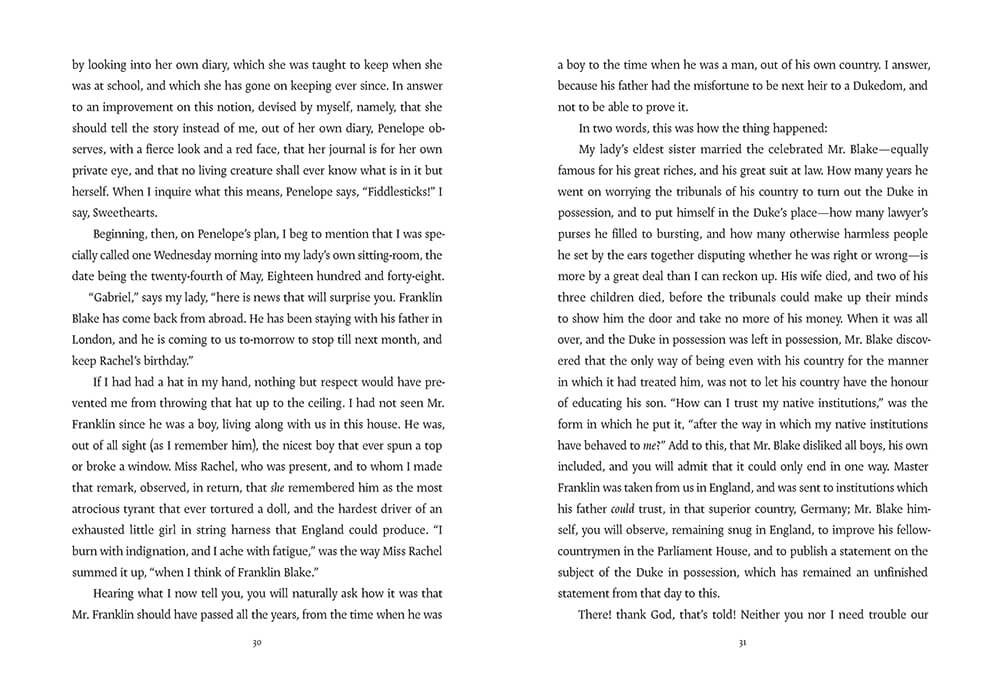 by looking into her own diary, which she was taught to keep when she
was at school, and which she has gone on keeping ever since. In answer
to an improvement on this notion, devised by myself, namely, that she
should tell the story instead of me, out of her own diary, Penelope ob-
serves, with a fierce look and a red face, that her journal is for her own
private eye, and that no living creature shall ever know what is in it but
herself. When I inquire what this means, Penelope says, “Fiddlesticks!” I
say, Sweethearts.
Beginning, then, on Penelope’s plan, I beg to mention that I was spe-
cially called one Wednesday morning into my lady’s own sitting-room, the
date being the twenty-fourth of May, Eighteen hundred and forty-eight.
“Gabriel,” says my lady, “here is news that will surprise you. Franklin
Blake has come back from abroad. He has been staying with his father in
London, and he is coming to us to-morrow to stop till next month, and
keep Rachel’s birthday.”
If I had had a hat in my hand, nothing but respect would have pre-
vented me from throwing that hat up to the ceiling. I had not seen Mr.
Franklin since he was a boy, living along with us in this house. He was,
out of all sight (as I remember him), the nicest boy that ever spun a top
or broke a window. Miss Rachel, who was present, and to whom I made
that remark, observed, in return, that she remembered him as the most
atrocious tyrant that ever tortured a doll, and the hardest driver of an
exhausted little girl in string harness that England could produce. “I
burn with indignation, and I ache with fatigue,” was the way Miss Rachel
summed it up, “when I think of Franklin Blake.”
Hearing what I now tell you, you will naturally ask how it was that
Mr. Franklin should have passed all the years, from the time when he was
30
a boy to the time when he was a man, out of his own country. I answer,
because his father had the misfortune to be next heir to a Dukedom, and
not to be able to prove it.
In two words, this was how the thing happened:
My lady’s eldest sister married the celebrated Mr. Blake—equally
famous for his great riches, and his great suit at law. How many years he
went on worrying the tribunals of his country to turn out the Duke in
possession, and to put himself in the Duke’s place—how many lawyer’s
purses he filled to bursting, and how many otherwise harmless people
he set by the ears together disputing whether he was right or wrong—is
more by a great deal than I can reckon up. His wife died, and two of his
three children died, before the tribunals could make up their minds
to show him the door and take no more of his money. When it was all
over, and the Duke in possession was left in possession, Mr. Blake discov-
ered that the only way of being even with his country for the manner
in which it had treated him, was not to let his country have the honour
of educating his son. “How can I trust my native institutions,” was the
form in which he put it, “after the way in which my native institutions
have behaved to me?” Add to this, that Mr. Blake disliked all boys, his own
included, and you will admit that it could only end in one way. Master
Franklin was taken from us in England, and was sent to institutions which
his father could trust, in that superior country, Germany; Mr. Blake him-
self, you will observe, remaining snug in England, to improve his fellow-
countrymen in the Parliament House, and to publish a statement on the
subject of the Duke in possession, which has remained an unfinished
statement from that day to this.
There! thank God, that’s told! Neither you nor I need trouble our
31